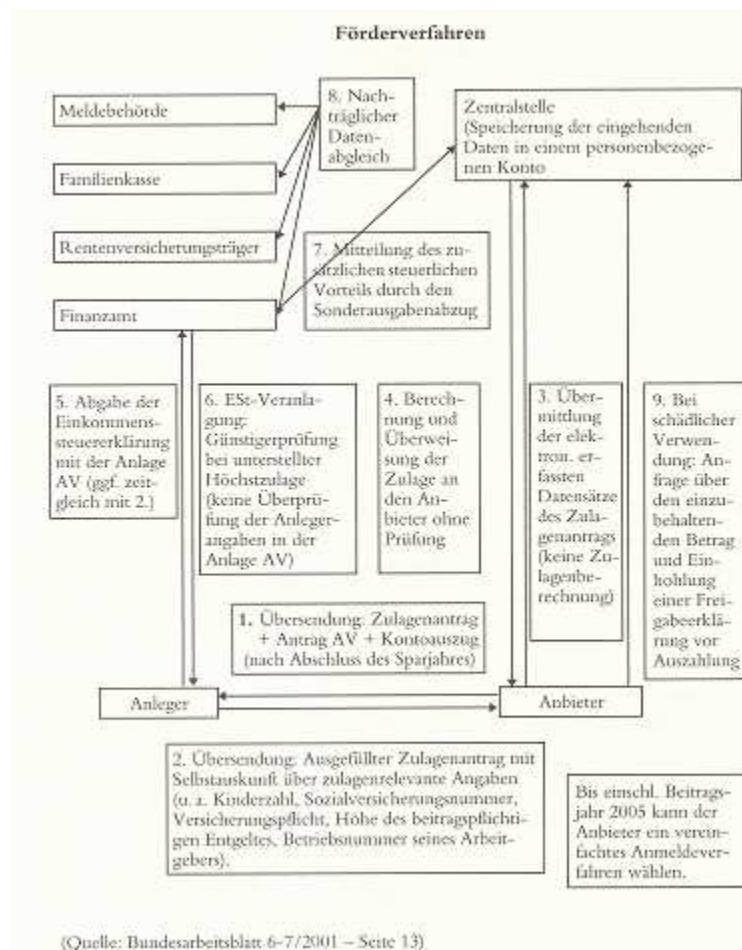 Förderverfahren
Meldebehörde
Familienkasse
Rentenversicherungsträger
Finanzamt
8. Nach-
träglicher
Daten-
abgleich
Zentralstelle
(Speicherung der eingehenden
Daten in einem personenbezoge-
nen Konto
7. Mitteilung des zu-
sätzlichen steuerlichen
Vorteils durch den
Sonderausgabenabzug
5. Abgabe der
Einkommens-
steuererklärung
mit der Anlage
AV (ggf. zeit-
gleich mit 2.)
6. ESt-Veranla-
gung:
Günstigerprüfung
bei unterstellter
Höchstzulage
(keine Überprü-
fung der Anleger-
angaben in der
Anlage AV)
4. Berech-
nung und
Überwei-
sung der
Zulage an
den An-
bieter ohne
Prüfung
3. Über-
mittlung
der elek-
tron. er-
fassten
Datensätze
des Zula-
genantrags
(keine Zu-
lagenbe-
rechnung)
9. Bei
schädlicher
Verwen-
dung: An-
frage über
den einzu-
behalten-
den Betrag
und Ein-
hohlung
einer Frei-
gabeerklä-
rung vor
Auszahlung
1. Übersendung: Zulagenantrag
+ Antrag AV + Kontoauszug
(nach Abschluss des Sparjahres)
Anleger
Anbieter
2. Übersendung: Ausgefüllter Zulagenantrag mit
Selbstauskunft über zulagenrelevante Angaben
(u. a. Kinderzahl, Sozialversicherungsnummer,
Versicherungspflicht, Höhe des beitragspflichti-
gen Entgeltes, Betriebsnummer seines Arbeit-
gebers).
Bis einschl. Beitrags-
jahr 2005 kann der
Anbieter ein verein-
fachtes Anmeldever-
fahren wählen.
(Quelle: Bundesarbeitsblatt 6-7/2001 – Seite 13)